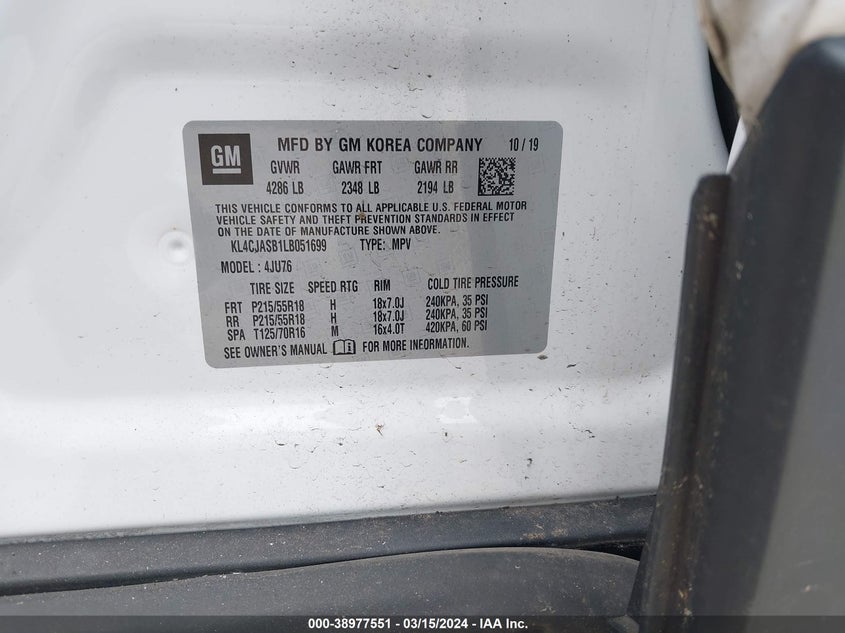 GM
MFD BY GM KOREA COMPANY 10 / 19
GVWR GAWR FRT GAWR RR
4286 LB 2348 LB 2194 LB
THIS VEHICLE CONFORMS TO ALL APPLICABLE U.S. FEDERAL MOTOR
VEHICLE SAFETY AND THEFT PREVENTION STANDARDS IN EFFECT
ON THE DATE OF MANUFACTURE SHOWN ABOVE.
KL4CJASB1LB051699 TYPE: MPV
MODEL : 4JU76
TIRE SIZE SPEED RTG RIM COLD TIRE PRESSURE
FRT P215/55R18 H 18x7.0J 240KPA, 35 PSI
RR P215/55R18 H 18x7.0J 240KPA, 35 PSI
SPA T125/70R16 M 16x4.0T 420KPA, 60 PSI
SEE OWNER'S MANUAL FOR MORE INFORMATION.
000-38977551 — 03/15/2024 — IAA Inc.